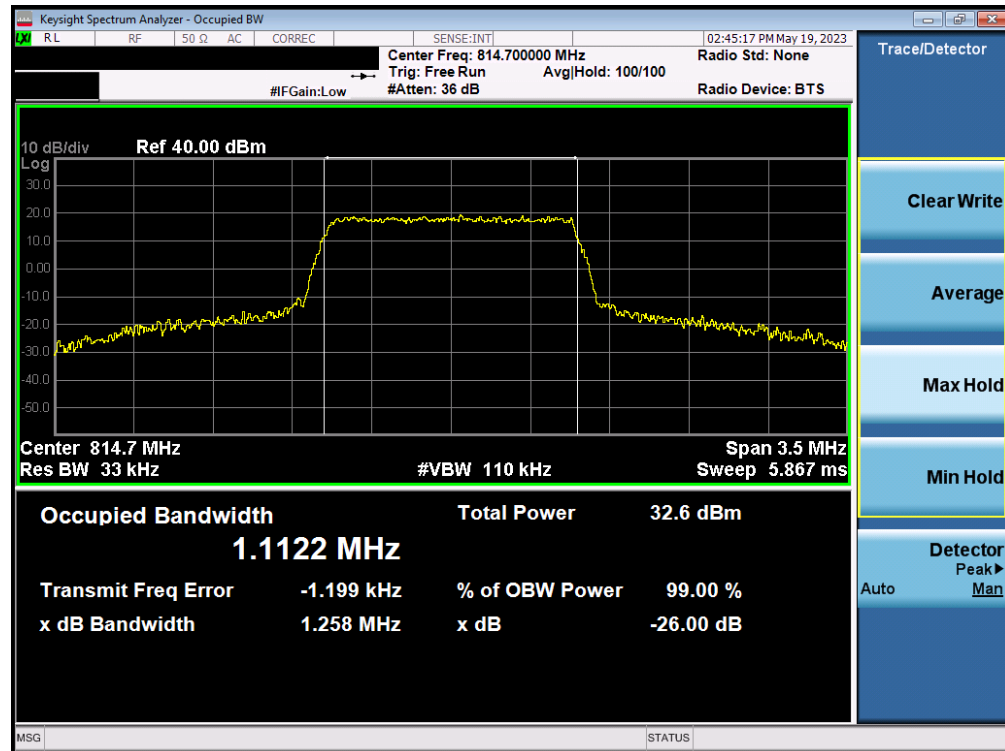 Keysight Spectrum Analyzer - Occupied BW
LXI RL RF 50 Ω AC CORREC SENSE:INT 02:45:17 PM May 19, 2023
Center Freq: 814.700000 MHz Radio Std: None
Trig: Free Run Avg|Hold: 100/100
#IFGain:Low #Atten: 36 dB Radio Device: BTS
Trace/Detector
10 dB/div Ref 40.00 dBm
Log
30.0
20.0
10.0
0.00
-10.0
-20.0
-30.0
-40.0
-50.0
Center 814.7 MHz Span 3.5 MHz
Res BW 33 kHz #VBW 110 kHz Sweep 5.867 ms
Occupied Bandwidth Total Power 32.6 dBm
1.1122 MHz
Transmit Freq Error -1.199 kHz % of OBW Power 99.00 %
x dB Bandwidth 1.258 MHz x dB -26.00 dB
Clear Write
Average
Max Hold
Min Hold
Detector
Peak▶
Auto Man
MSG STATUS